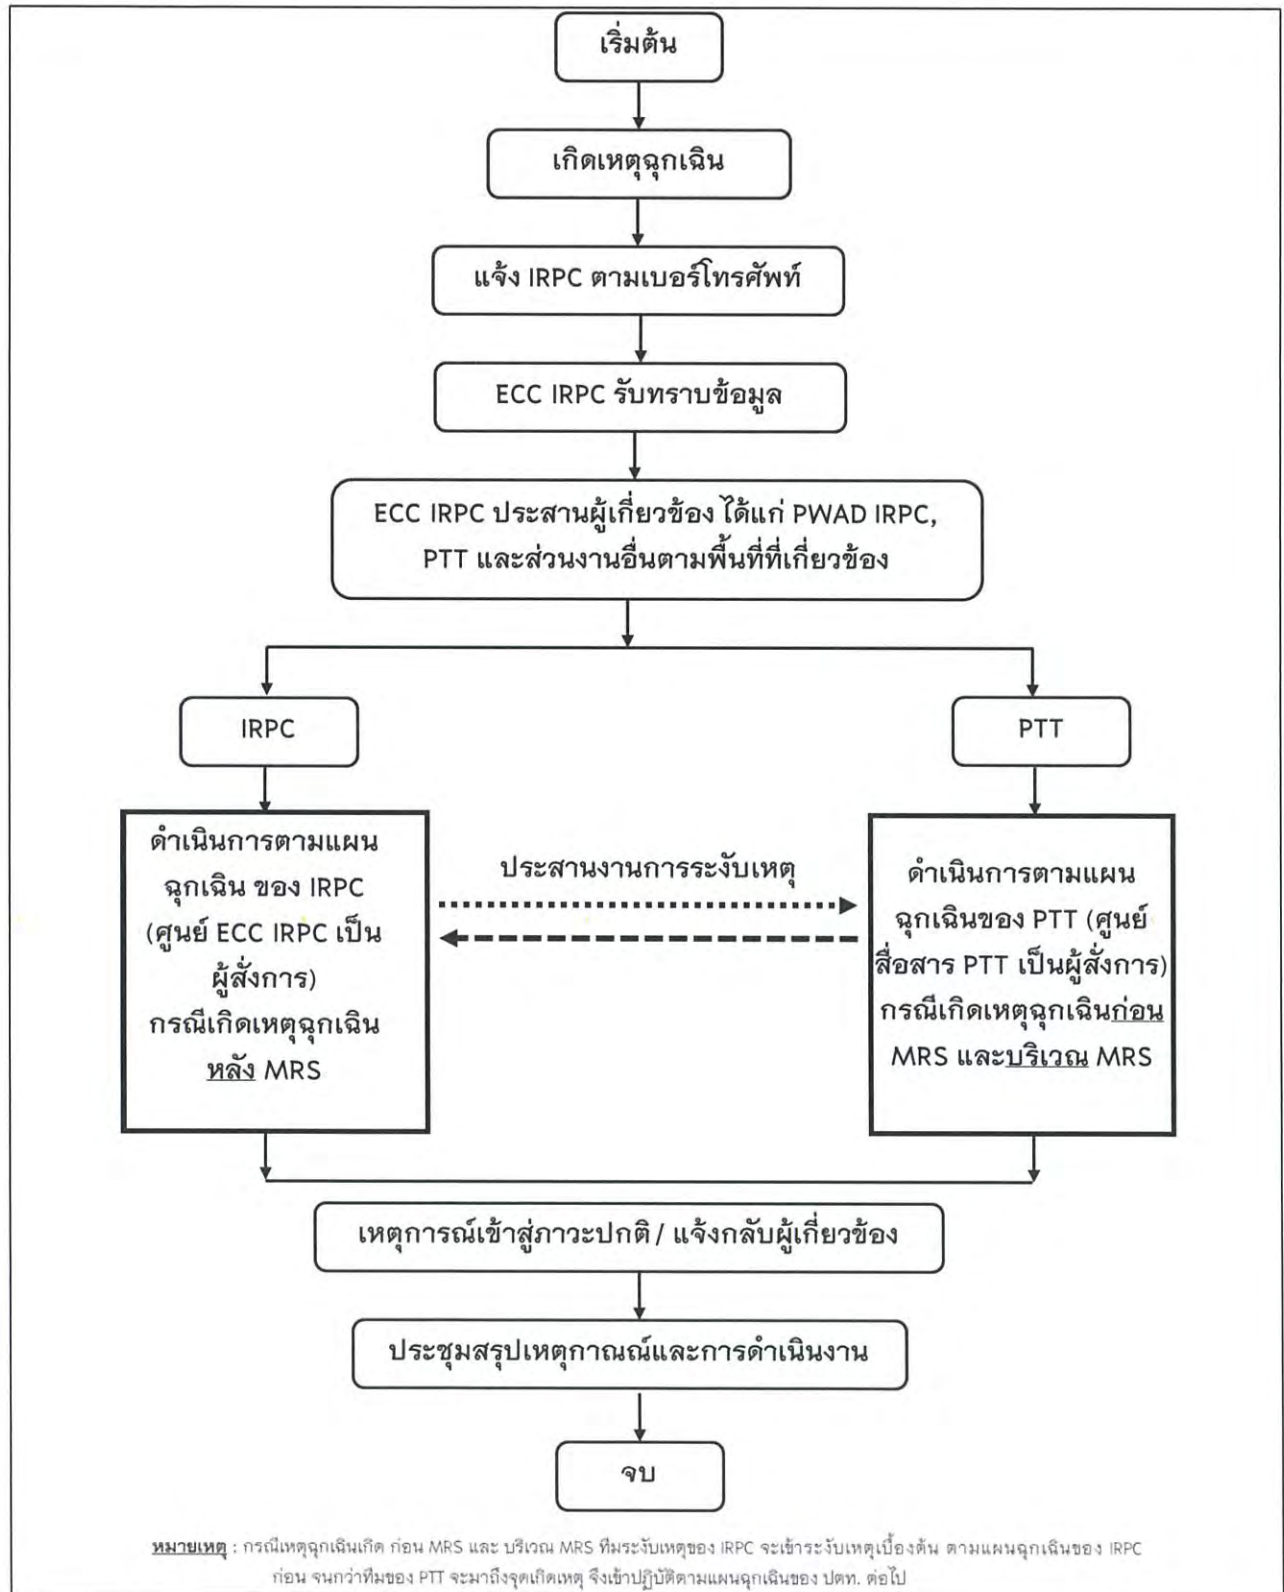 เริ่มต้น
เกิดเหตุฉุกเฉิน
แจ้ง IRPC ตามเบอร์โทรศัพท์
ECC IRPC รับทราบข้อมูล
ECC IRPC ประสานผู้เกี่ยวข้อง ได้แก่ PWAD IRPC,
PTT และส่วนงานอื่นตามพื้นที่ที่เกี่ยวข้อง
IRPC
PTT
ดำเนินการตามแผน
ฉุกเฉิน ของ IRPC
(ศูนย์ ECC IRPC เป็น
ผู้สั่งการ)
กรณีเกิดเหตุฉุกเฉิน
หลัง MRS
ประสานงานการระงับเหตุ
ดำเนินการตามแผน
ฉุกเฉินของ PTT (ศูนย์
สื่อสาร PTT เป็นผู้สั่งการ)
กรณีเกิดเหตุฉุกเฉินก่อน
MRS และบริเวณ MRS
เหตุการณ์เข้าสู่ภาวะปกติ / แจ้งกลับผู้เกี่ยวข้อง
ประชุมสรุปเหตุกาณณ์และการดำเนินงาน
จบ
หมายเหตุ : กรณีเหตุฉุกเฉินเกิด ก่อน MRS และ บริเวณ MRS ทีมระงับเหตุของ IRPC จะเข้าระงับเหตุเบื้องต้น ตามแผนฉุกเฉินของ IRPC
ก่อน จนกว่าทีมของ PTT จะมาถึงจุดเกิดเหตุ จึงเข้าปฏิบัติตามแผนฉุกเฉินของ ปตท. ต่อไป